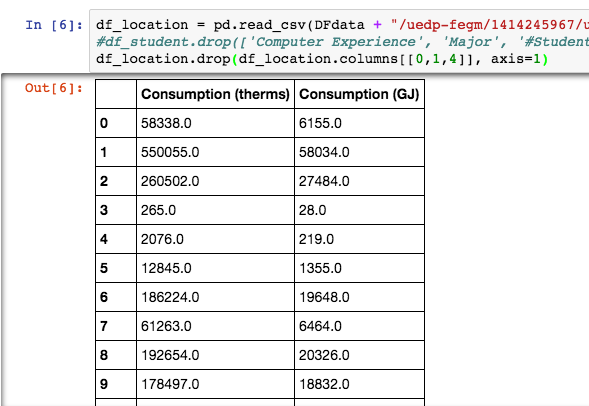 In [6]: df_location = pd.read_csv(DFdata + "/uedp-fegm/1414245967/u
#df_student.drop(['Computer Experience', 'Major', '#Student
df_location.drop(df_location.columns[[0,1,4]], axis=1)
Out[6]:
Consumption (therms) Consumption (GJ)
0 58338.0 6155.0
1 550055.0 58034.0
2 260502.0 27484.0
3 265.0 28.0
4 2076.0 219.0
5 12845.0 1355.0
6 186224.0 19648.0
7 61263.0 6464.0
8 192654.0 20326.0
9 178497.0 18832.0